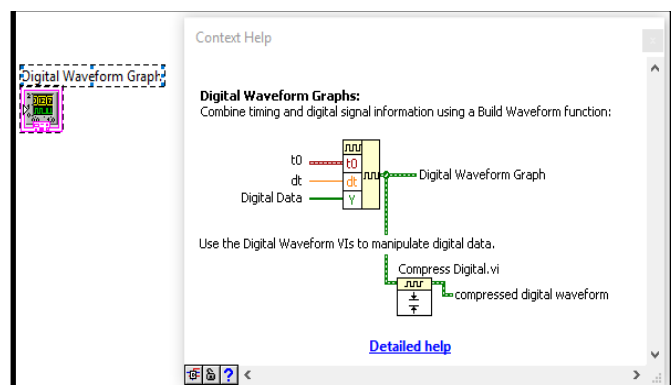 Context Help
Digital Waveform Graph
Digital Waveform Graphs:
Combine timing and digital signal information using a Build Waveform function:
t0
t0
dt
dt
Digital Data
Y
Digital Waveform Graph
Use the Digital Waveform VIs to manipulate digital data.
Compress Digital.vi
compressed digital waveform
Detailed help
?